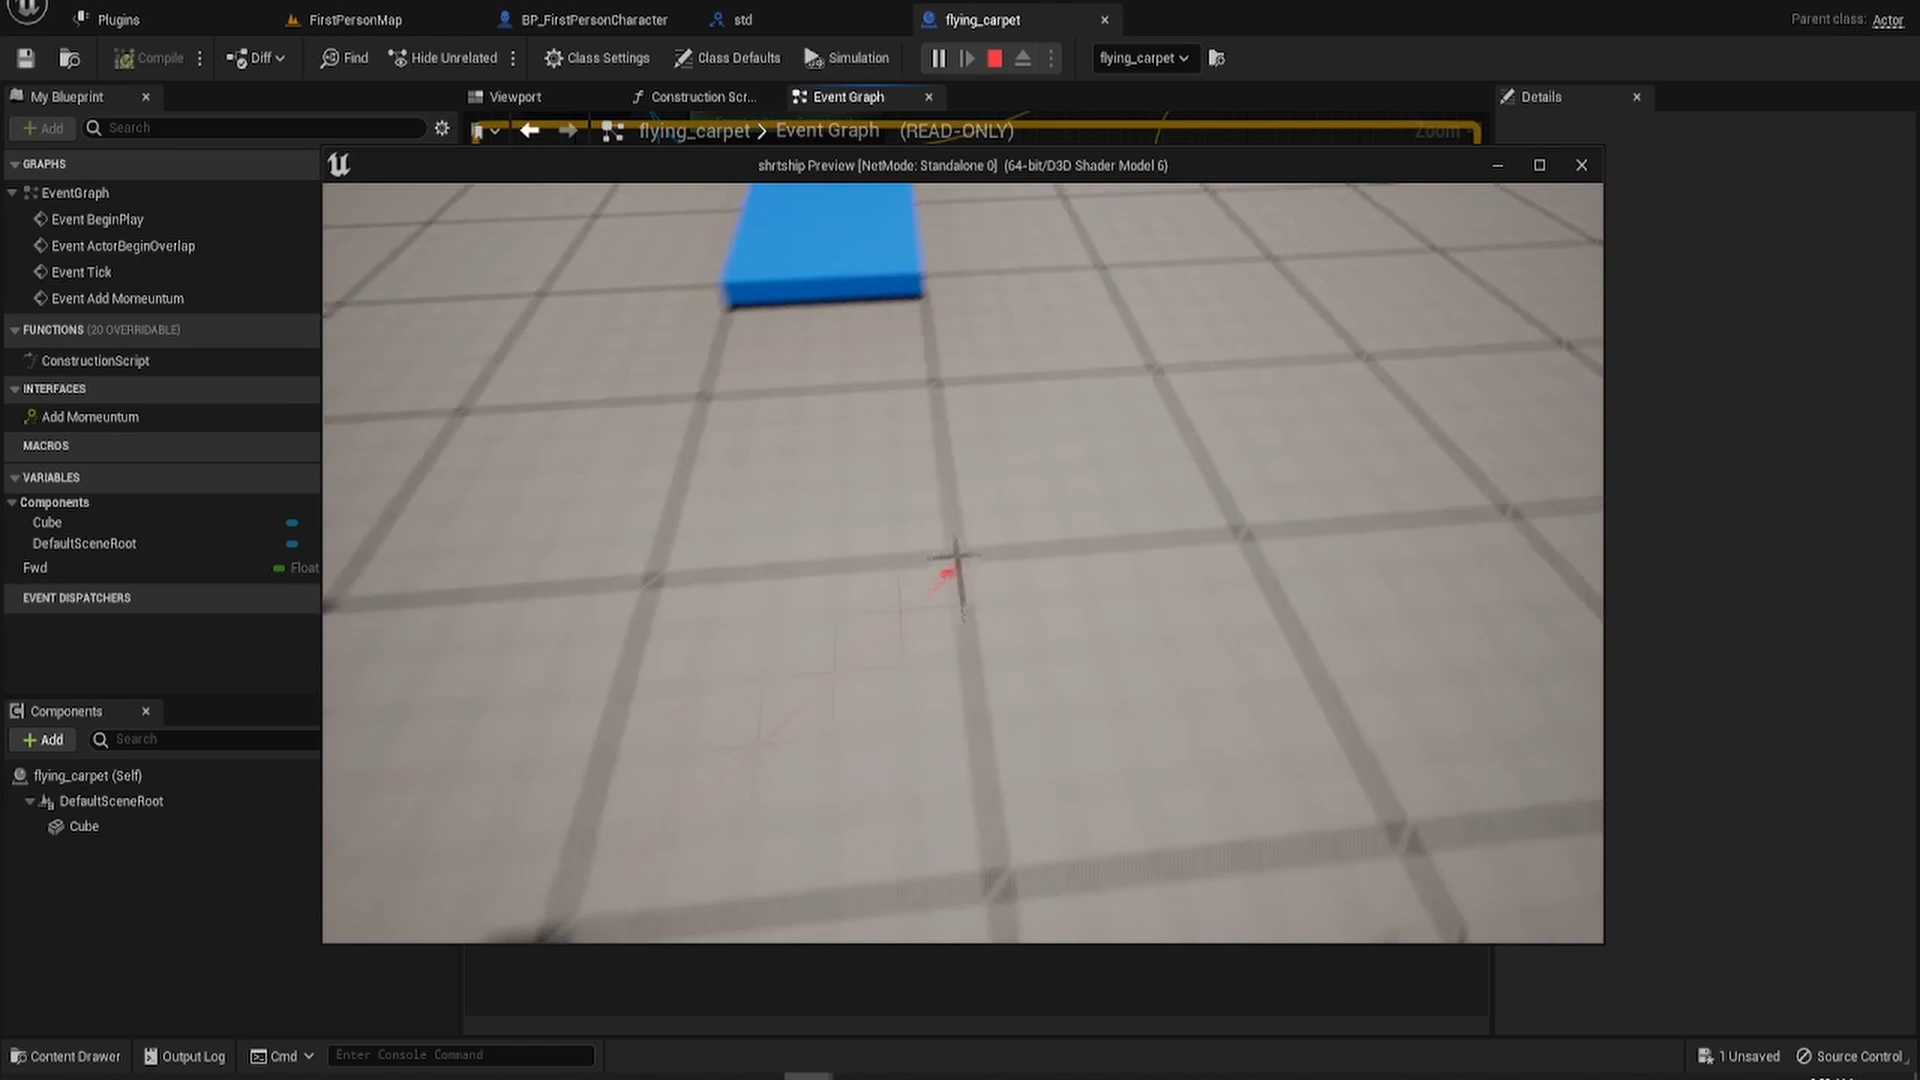 Plugins
FirstPersonMap
BP_FirstPersonCharacter
std
flying_carpet
Parent class: Actor
Compile
Diff
Find
Hide Unrelated
Class Settings
Class Defaults
Simulation
flying_carpet
My Blueprint
Viewport
Construction Scr...
Event Graph
Details
Add
Search
flying_carpet > Event Graph (READ-ONLY)
Zoom
GRAPHS
shrtship Preview [NetMode: Standalone 0] (64-bit/D3D Shader Model 6)
EventGraph
Event BeginPlay
Event ActorBeginOverlap
Event Tick
Event Add Momeuntum
FUNCTIONS (20 OVERRIDABLE)
ConstructionScript
INTERFACES
Add Momeuntum
MACROS
VARIABLES
Components
Cube
DefaultSceneRoot
Fwd
Float
EVENT DISPATCHERS
Components
Add
Search
flying_carpet (Self)
DefaultSceneRoot
Cube
Content Drawer
Output Log
Cmd
Enter Console Command
1 Unsaved
Source Control